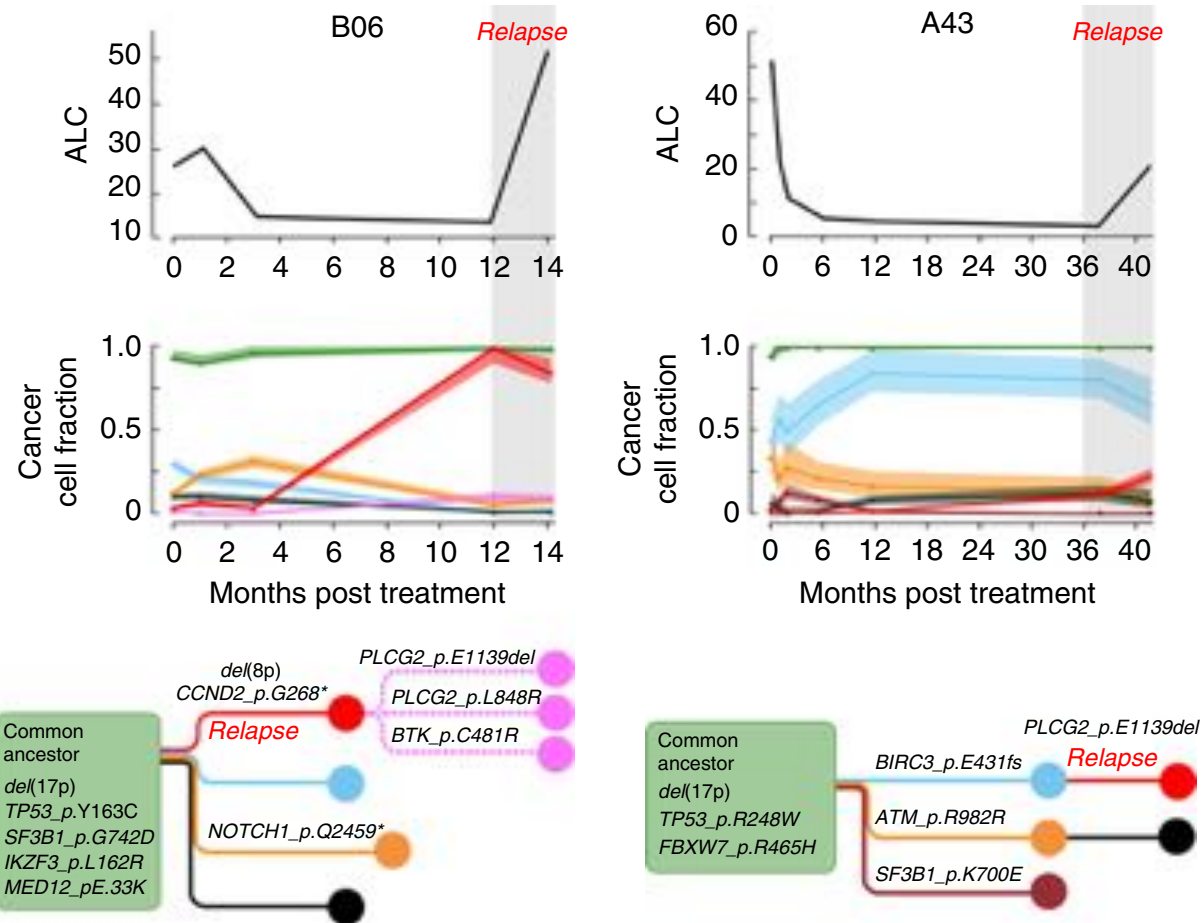 B06
Relapse
ALC
50
40
30
20
10
0 2 4 6 8 10 12 14
Cancer
cell fraction
1.0
0.5
0
0 2 4 6 8 10 12 14
Months post treatment
del(8p)
CCND2_p.G268*
Relapse
PLCG2_p.E1139del
PLCG2_p.L848R
BTK_p.C481R
NOTCH1_p.Q2459*
Common
ancestor
del(17p)
TP53_p.Y163C
SF3B1_p.G742D
IKZF3_p.L162R
MED12_pE.33K
A43
Relapse
ALC
60
40
20
0
0 6 12 18 24 30 36 40
Cancer
cell fraction
1.0
0.5
0
0 6 12 18 24 30 36 40
Months post treatment
Common
ancestor
del(17p)
TP53_p.R248W
FBXW7_p.R465H
BIRC3_p.E431fs
PLCG2_p.E1139del
Relapse
ATM_p.R982R
SF3B1_p.K700E